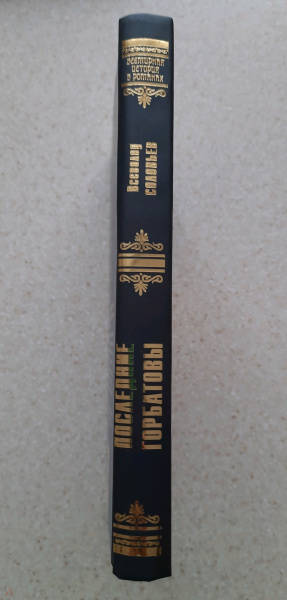 ВСЕМИРНАЯ
ИСТОРИЯ
В РОМАНАХ
Всеволод
СОЛОВЬЕВ
ПОСЛЕДНИЕ
ГОРБАТОВЫ